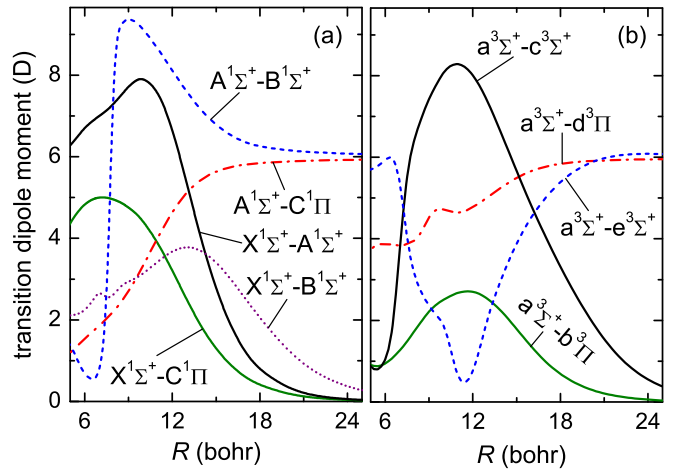 transition dipole moment (D)
8
6
4
2
0
(a)
A¹Σ⁺–B¹Σ⁺
A¹Σ⁺–C¹Π
X¹Σ⁺–A¹Σ⁺
X¹Σ⁺–B¹Σ⁺
X¹Σ⁺–C¹Π
6 12 18 24
R (bohr)
(b)
a³Σ⁺–c³Σ⁺
a³Σ⁺–d³Π
a³Σ⁺–e³Σ⁺
a³Σ⁺–b³Π
6 12 18 24
R (bohr)